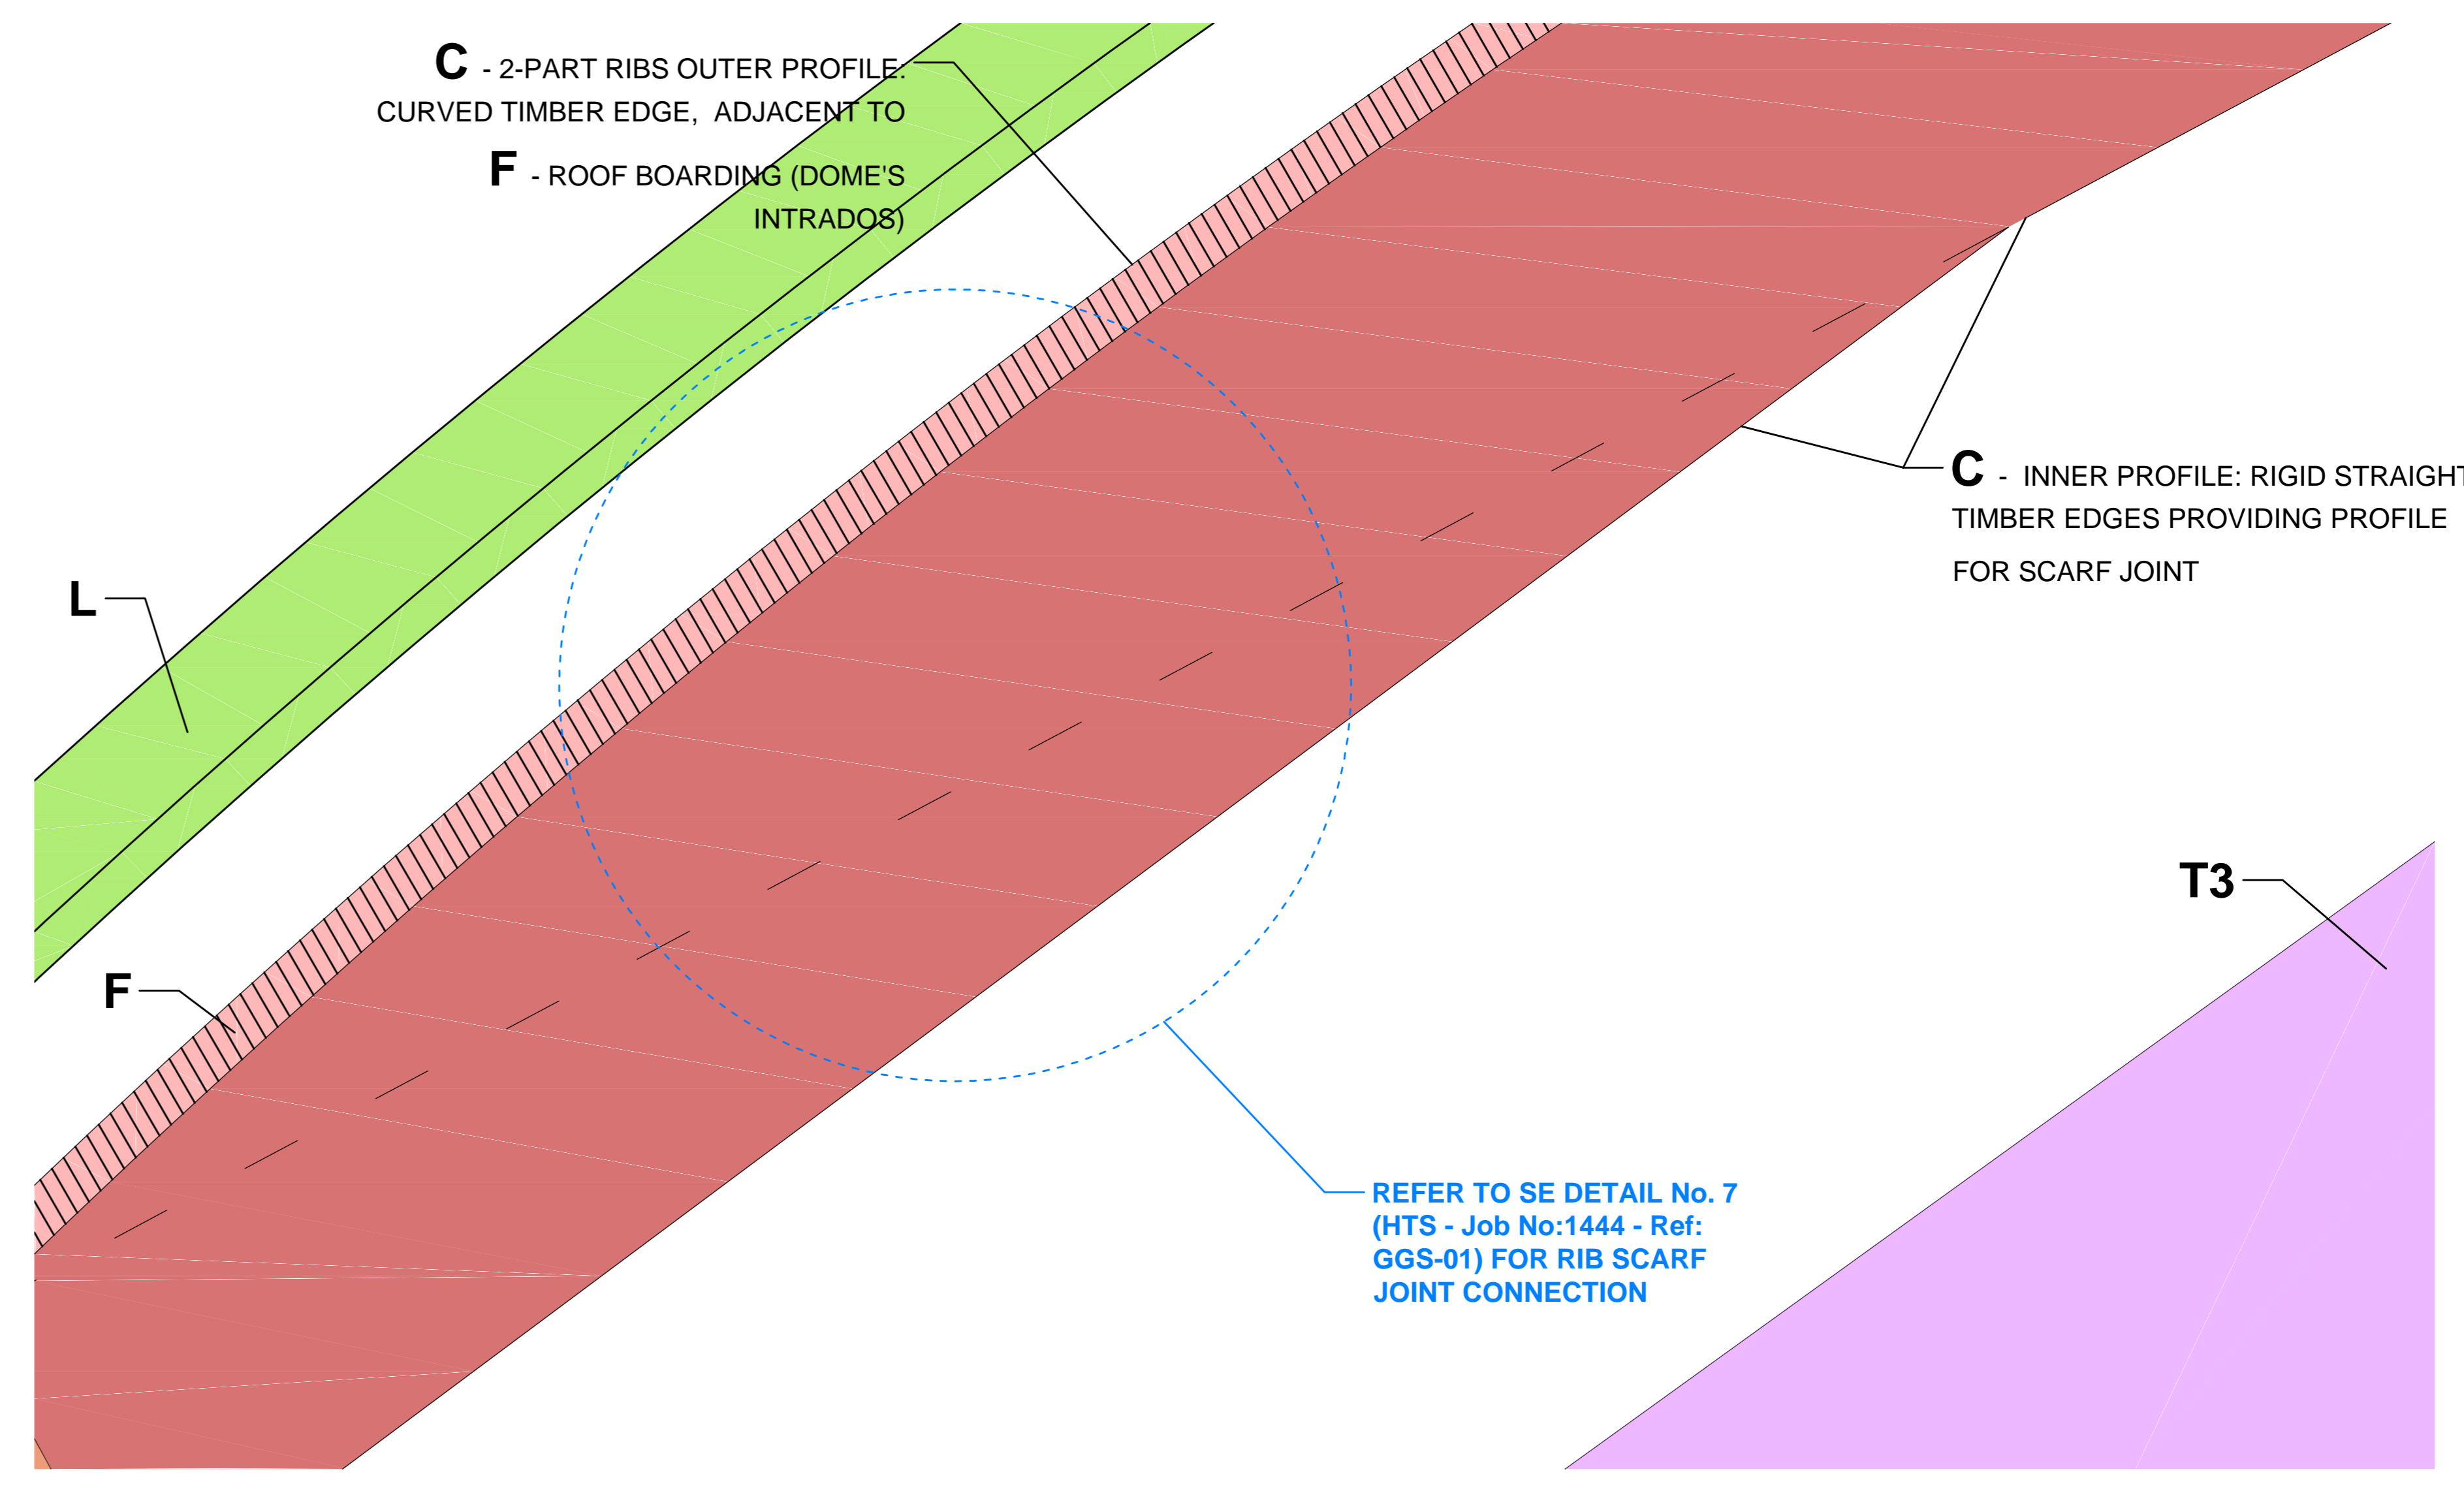 C - 2-PART RIBS OUTER PROFILE:
CURVED TIMBER EDGE, ADJACENT TO
F - ROOF BOARDING (DOME'S
INTRADOS)
C - INNER PROFILE: RIGID STRAIGHT
TIMBER EDGES PROVIDING PROFILE
FOR SCARF JOINT
L
T3
F
REFER TO SE DETAIL No. 7
(HTS - Job No:1444 - Ref:
GGS-01) FOR RIB SCARF
JOINT CONNECTION